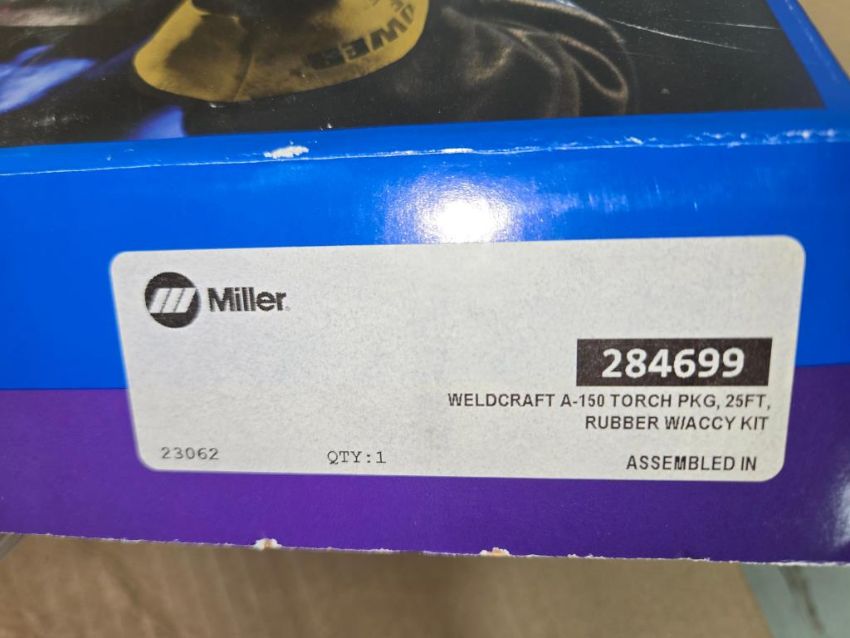 Miller
284699
WELDCRAFT A-150 TORCH PKG, 25FT,
RUBBER W/ACCY KIT
23062
QTY:1
ASSEMBLED IN